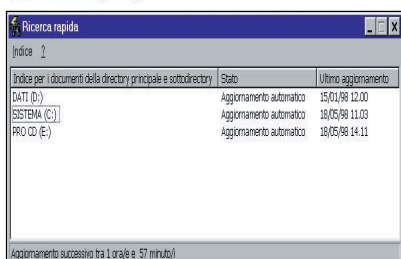 Ricerca rapida
Indice ?
Indice per i documenti della directory principale e sottodirectory Stato Ultimo aggiornamento
DATI (D:) Aggiornamento automatico 15/01/98 12.00
SISTEMA (C:) Aggiornamento automatico 18/05/98 11.03
PRO CD (E:) Aggiornamento automatico 18/05/98 14.11
Aggiornamento successivo tra 1 ora/e e 57 minuto/i